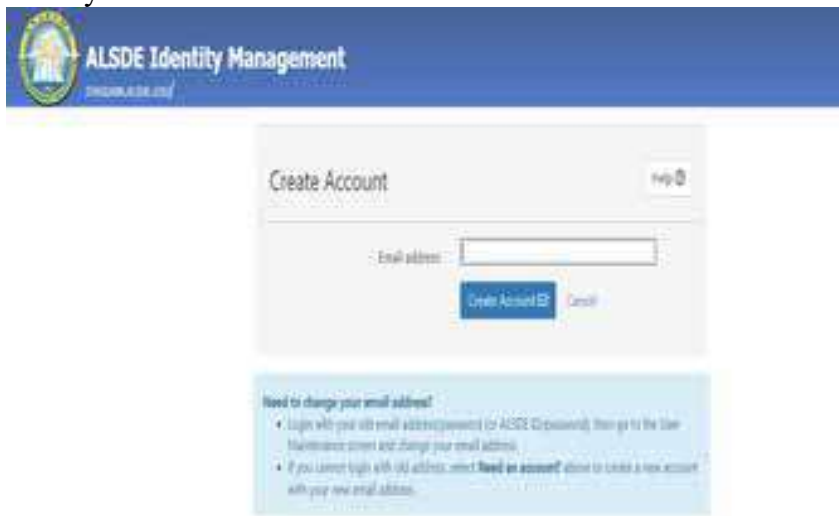 ALSDE Identity Management
Create Account
Help
Email address
Create Account Cancel
Need to change your email address?
Login with your old email address/password (or ALSDE ID/password), then go to the User
Maintenance screen and change your email address.
If you cannot login with old address, select Need an account? above to create a new account
with your new email address.